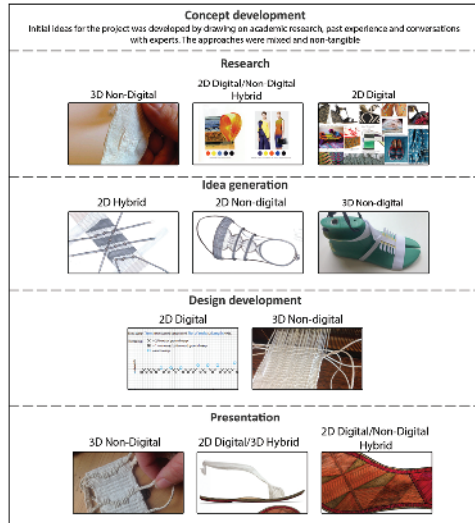 Concept development
Initial ideas for the project was developed by drawing on academic research, past experience and conversations
with experts. The approaches were mixed and non-tangible
Research
3D Non-Digital
2D Digital/Non-Digital
Hybrid
2D Digital
Idea generation
2D Hybrid
2D Non-digital
3D Non-digital
Design development
2D Digital
3D Non-digital
Presentation
3D Non-Digital
2D Digital/3D Hybrid
2D Digital/Non-Digital
Hybrid